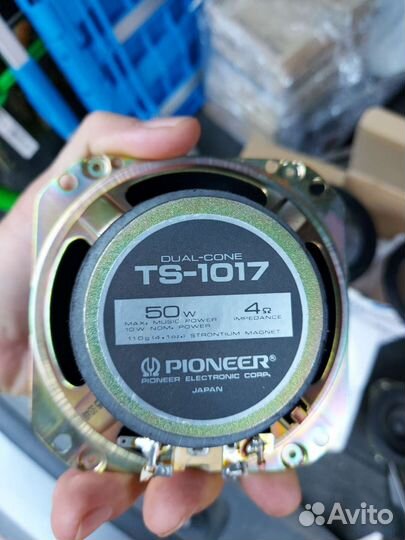 DUAL-CONE
TS-1017
50W 4Ω
MAX. MUSIC POWER IMPEDANCE
10W NOM. POWER
110g (4.1oz) STRONTIUM MAGNET
PIONEER®
PIONEER ELECTRONIC CORP.
JAPAN
Avito